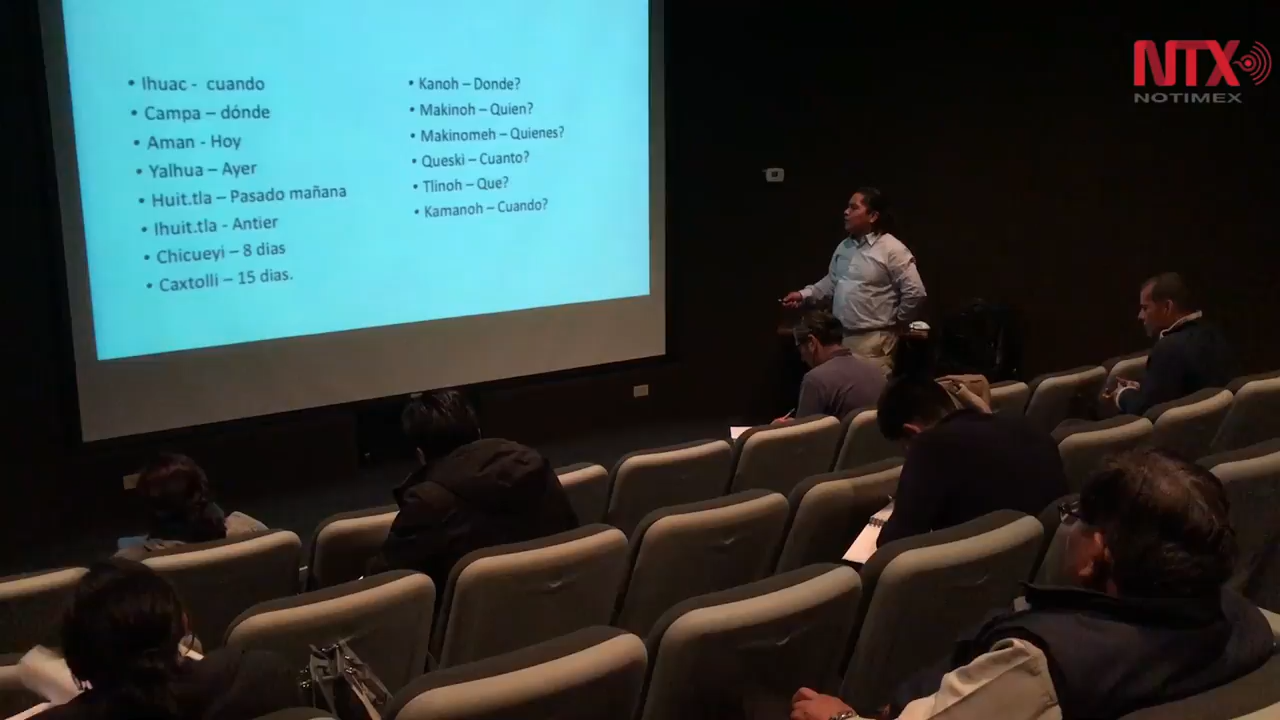 • Ihuac - cuando
• Campa – dónde
• Aman - Hoy
• Yalhua – Ayer
• Huit.tla – Pasado mañana
• Ihuit.tla - Antier
• Chicueyi – 8 dias
• Caxtolli – 15 dias.
• Kanoh – Donde?
• Makinoh – Quien?
• Makinomeh – Quienes?
• Queski – Cuanto?
• Tlinoh – Que?
• Kamanoh – Cuando?
NTX
NOTIMEX